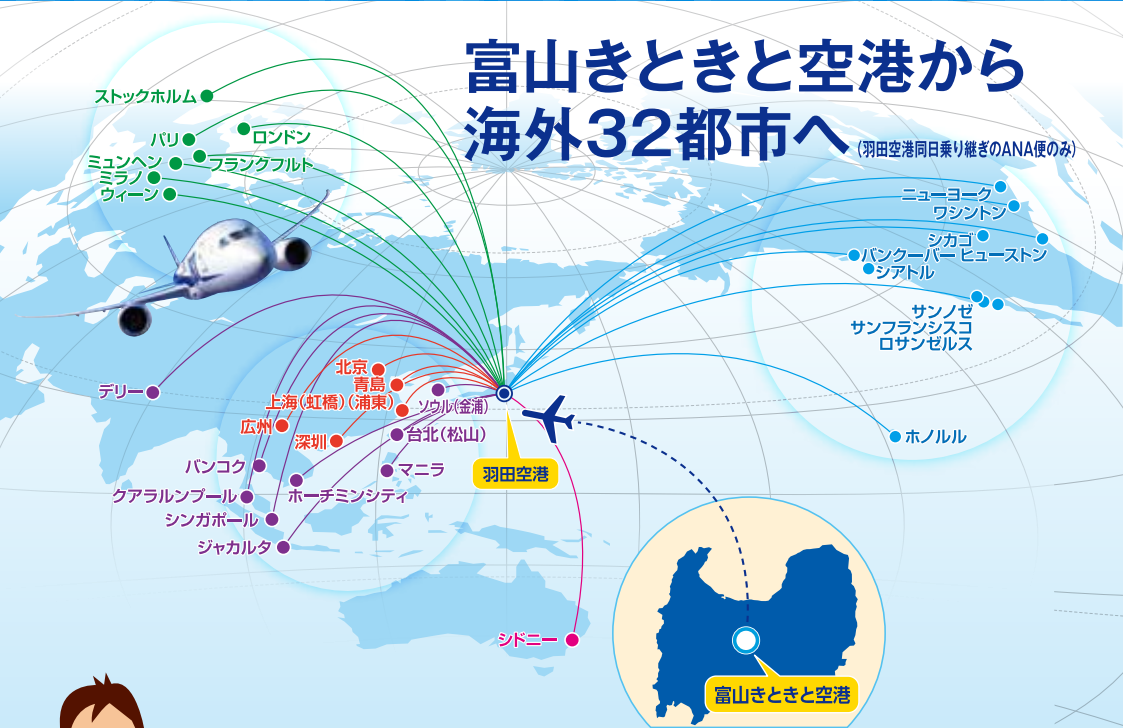 富山きときと空港から
海外32都市へ(羽田空港同日乗り継ぎのANA便のみ)
ストックホルム
パリ
ロンドン
ミュンヘン
フランクフルト
ミラノ
ウィーン
ニューヨーク
ワシントン
シカゴ
バンクーバー ヒューストン
シアトル
サンノゼ
サンフランシスコ
ロサンゼルス
ホノルル
デリー
北京
青島
上海(虹橋)(浦東)
ソウル(金浦)
広州
深圳
台北(松山)
バンコク
マニラ
羽田空港
クアラルンプール
ホーチミンシティ
シンガポール
ジャカルタ
シドニー
富山きときと空港